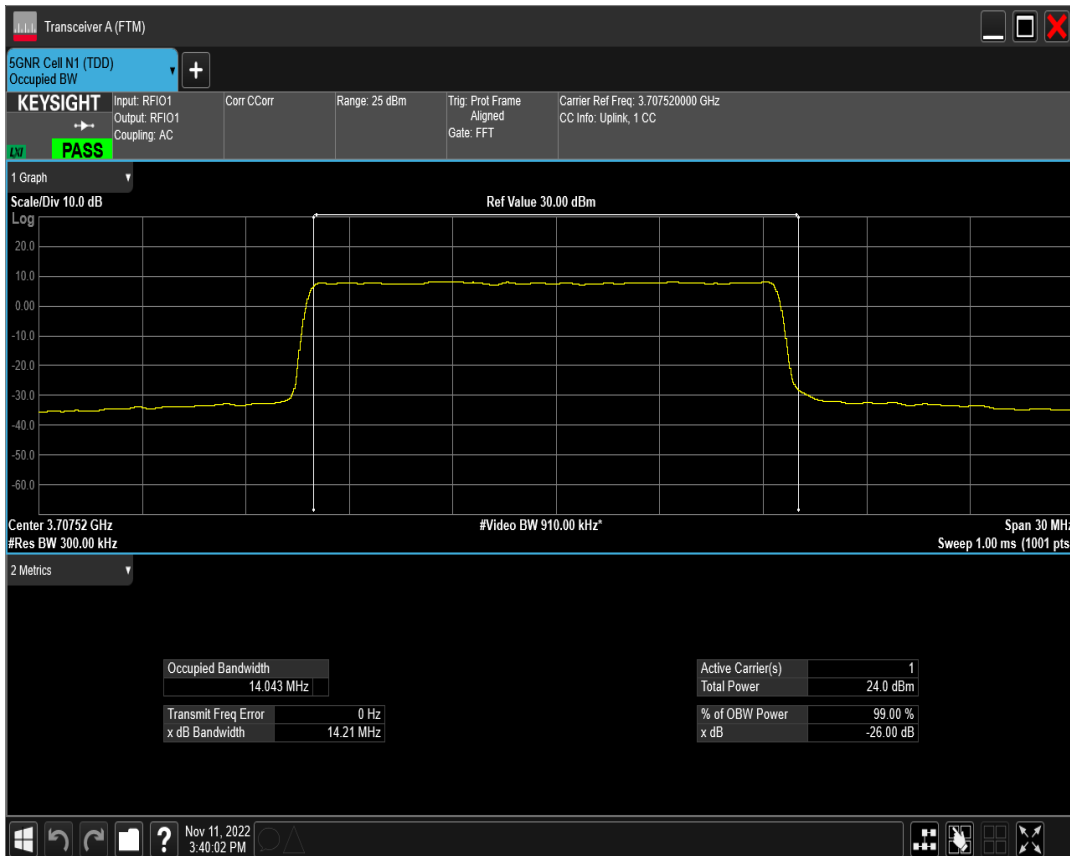 Transceiver A (FTM)
5GNR Cell N1 (TDD)
Occupied BW
+
KEYSIGHT
LXI
PASS
Input: RFIO1
Output: RFIO1
Coupling: AC
Corr CCorr
Range: 25 dBm
Trig: Prot Frame
Aligned
Gate: FFT
Carrier Ref Freq: 3.707520000 GHz
CC Info: Uplink, 1 CC
1 Graph
Scale/Div 10.0 dB
Ref Value 30.00 dBm
Log
20.0
10.0
0.00
-10.0
-20.0
-30.0
-40.0
-50.0
-60.0
Center 3.70752 GHz
#Video BW 910.00 kHz*
Span 30 MHz
#Res BW 300.00 kHz
Sweep 1.00 ms (1001 pts
2 Metrics
Occupied Bandwidth
14.043 MHz
Transmit Freq Error 0 Hz
x dB Bandwidth 14.21 MHz
Active Carrier(s) 1
Total Power 24.0 dBm
% of OBW Power 99.00 %
x dB -26.00 dB
?
Nov 11, 2022
3:40:02 PM